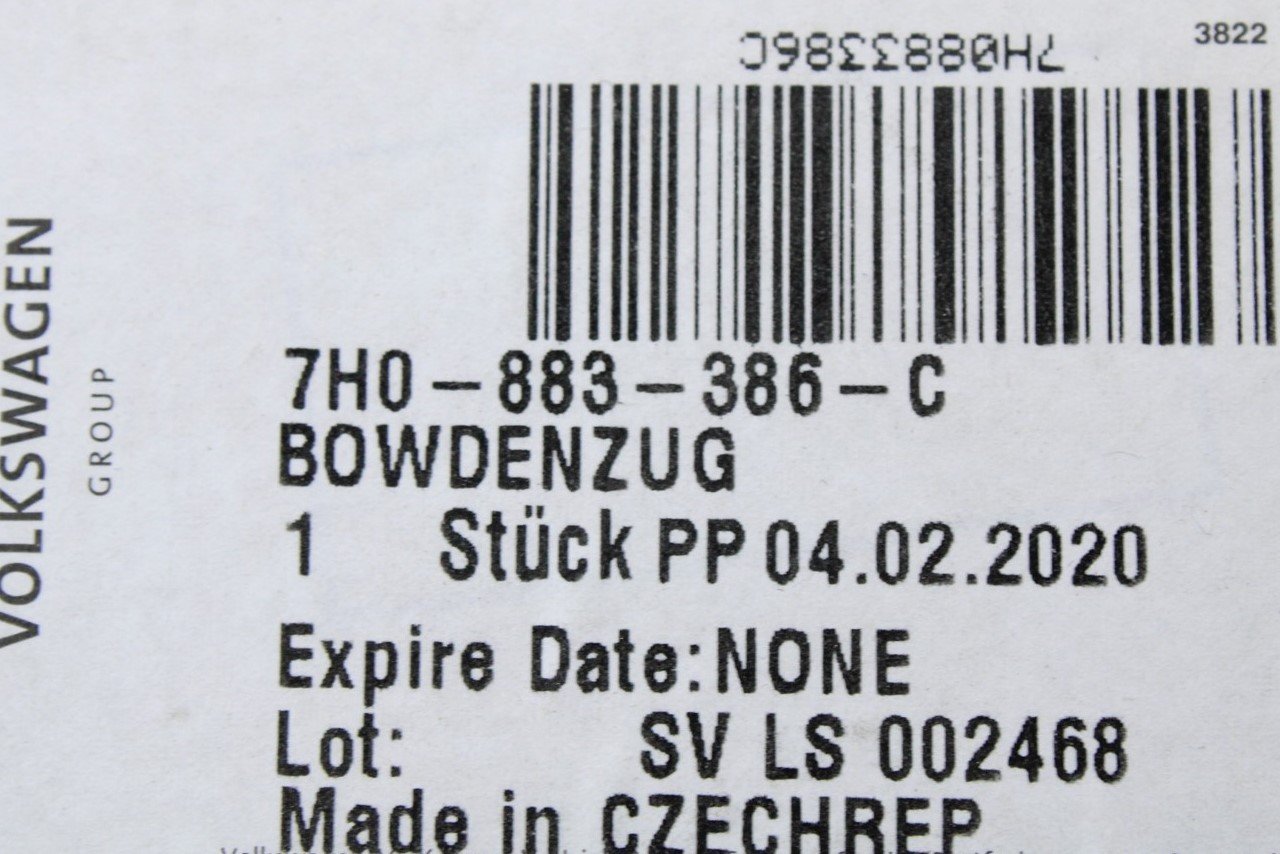 3822
7H0883386C
7H0-883-386-C
BOWDENZUG
1 Stück PP 04.02.2020
Expire Date:NONE
Lot: SV LS 002468
Made in CZECHREP
VOLKSWAGEN
GROUP